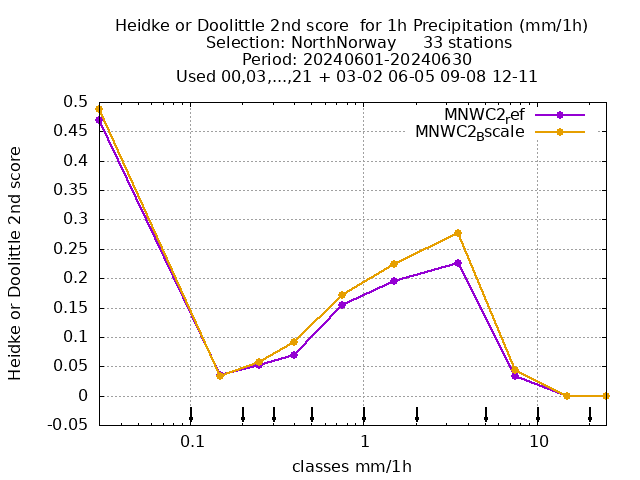 Heidke or Doolittle 2nd score  for 1h Precipitation (mm/1h)
Selection: NorthNorway     33 stations
Period: 20240601-20240630
Used 00,03,...,21 + 03-02 06-05 09-08 12-11
MNWC2ref
MNWC2Bscale
Heidke or Doolittle 2nd score
0.5
0.45
0.4
0.35
0.3
0.25
0.2
0.15
0.1
0.05
0
-0.05
0.1 1 10
classes mm/1h